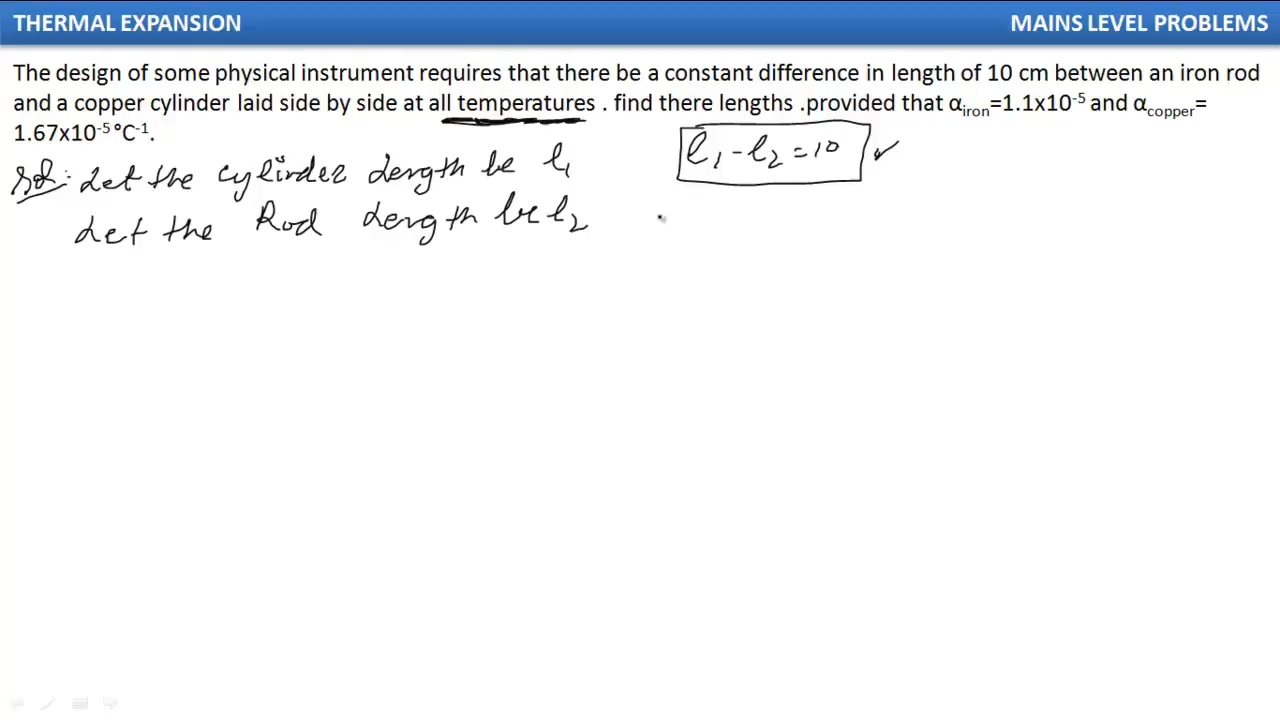 THERMAL EXPANSION
MAINS LEVEL PROBLEMS
The design of some physical instrument requires that there be a constant difference in length of 10 cm between an iron rod
and a copper cylinder laid side by side at all temperatures . find there lengths .provided that αiron=1.1x10-5 and αcopper=
1.67x10-5 °C-1.
Sol: Let the cylinder length be l1
l1 - l2 = 10 ✓
Let the Rod length be l2